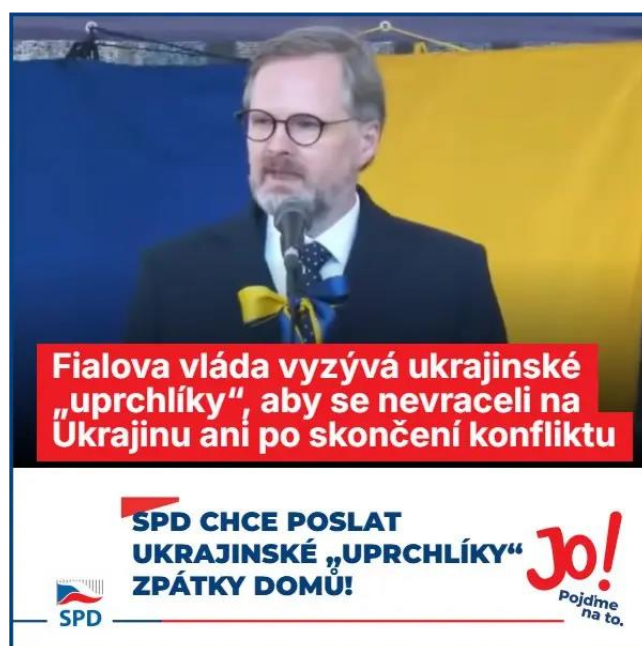 Fialova vláda vyzývá ukrajinské
„uprchlíky“, aby se nevraceli na
Ukrajinu ani po skončení konfliktu
SPD CHCE POSLAT
UKRAJINSKÉ „UPRCHLÍKY“
ZPÁTKY DOMŮ!
SPD
JO!
Pojďme
na to.